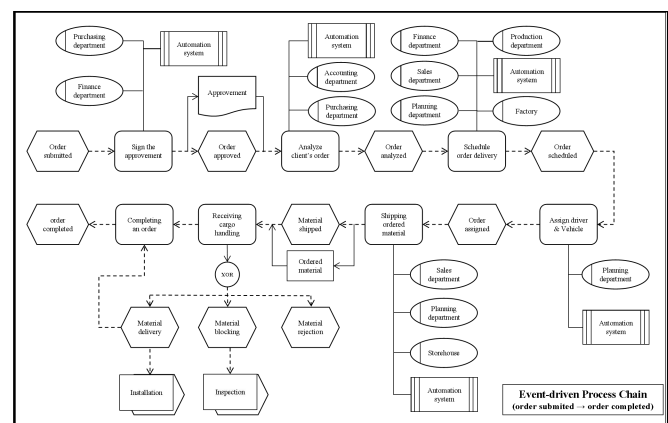 Purchasing
department
Automation
system
Finance
department
Approvement
Automation
system
Accounting
department
Purchasing
department
Finance
department
Production
department
Sales
department
Automation
system
Planning
department
Factory
Order
submitted
Sign the
approvement
Order
approved
Analyze
client's order
Order
analyzed
Schedule
order delivery
Order
scheduled
order
completed
Completing
an order
Receiving
cargo
handling
Material
shipped
Shipping
ordered
material
Order
assigned
Assign driver
& Vehicle
Ordered
material
XOR
Sales
department
Planning
department
Planning
department
Material
delivery
Material
blocking
Material
rejection
Automation
system
Storehouse
Installation
Inspection
Automation
system
Event-driven Process Chain
(order submited → order completed)